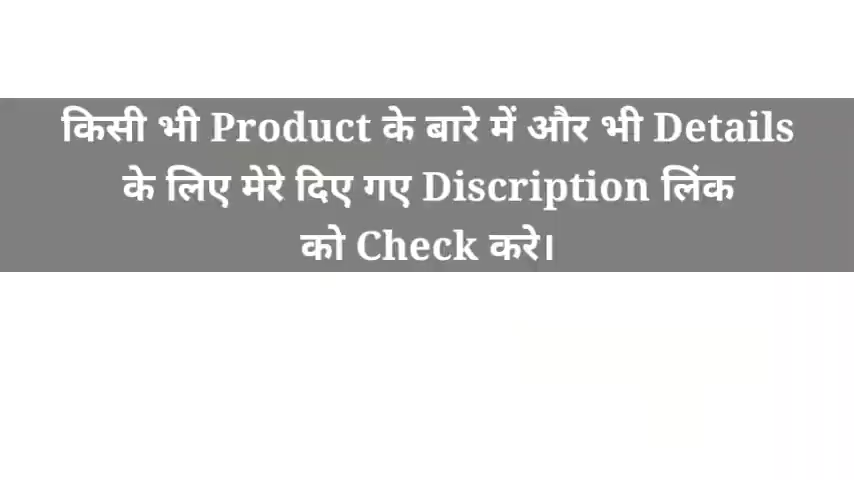 किसी भी Product के बारे में और भी Details
के लिए मेरे दिए गए Discription लिंक
को Check करे।